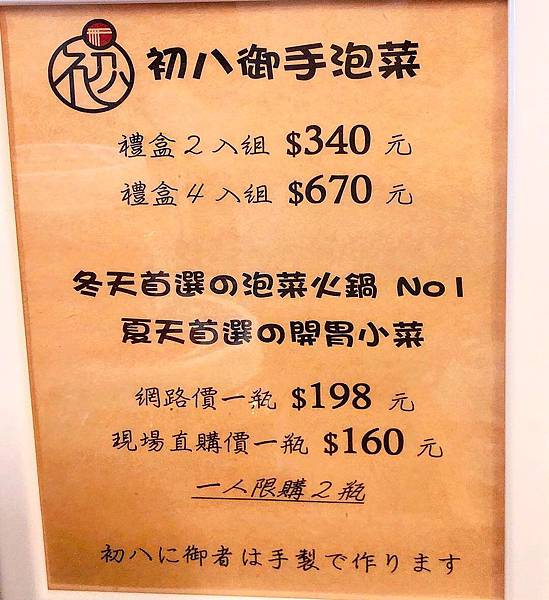 初
初八御手泡菜
禮盒2入組 $340 元
禮盒4入組 $670 元
冬天首選の泡菜火鍋 No1
夏天首選の開胃小菜
網路價一瓶 $198 元
現場直購價一瓶 $160 元
一人限購2瓶
初八に御者は手製で作ります